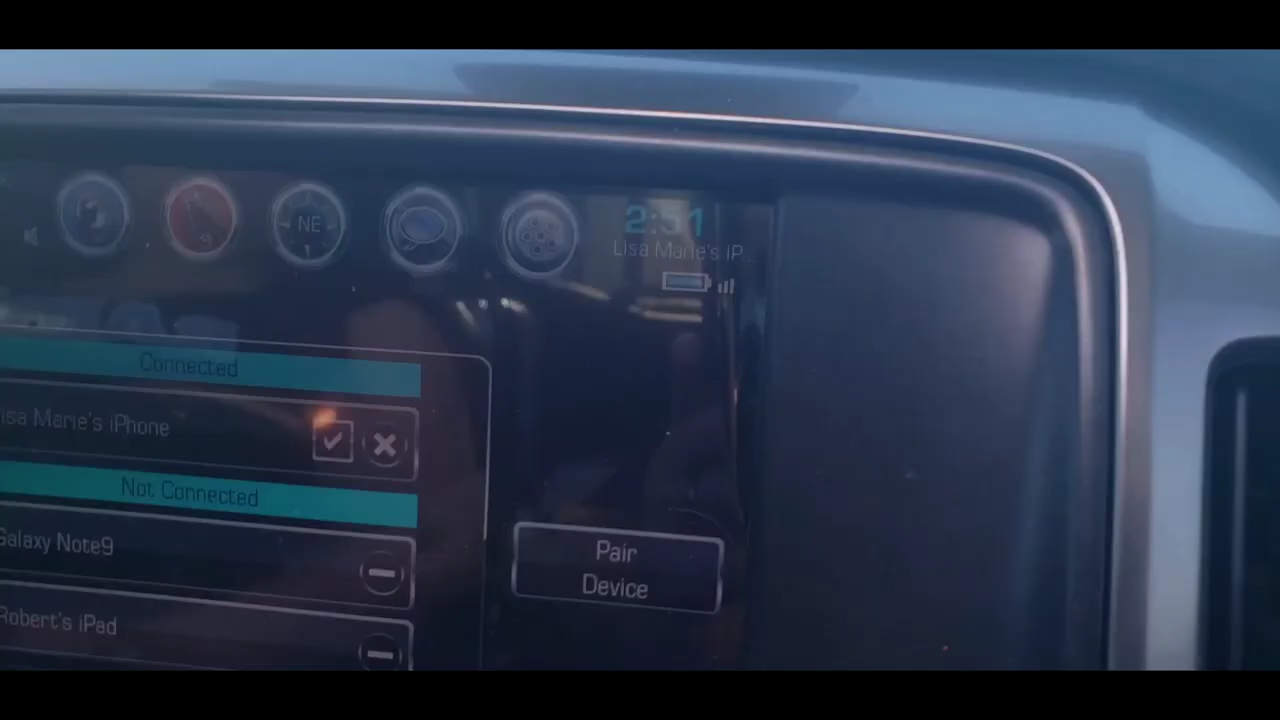 NE
2:51
Lisa Marie's iP...
Connected
isa Marie's iPhone
Not Connected
Galaxy Note9
Robert's iPad
Pair
Device